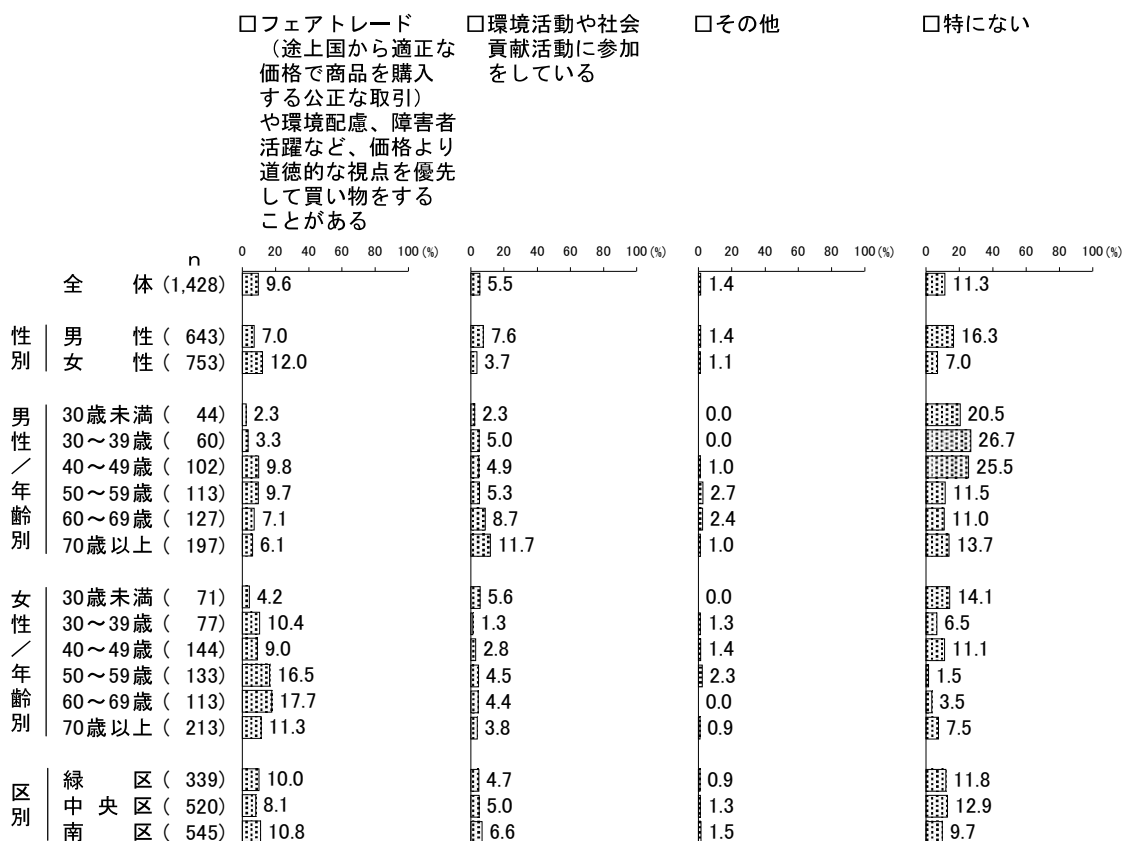 □フェアトレード
（途上国から適正な
価格で商品を購入
する公正な取引）
や環境配慮、障害者
活躍など、価格より
道徳的な視点を優先
して買い物をする
ことがある
□環境活動や社会
貢献活動に参加
をしている
□その他
□特にない
n
0 20 40 60 80 100(%) 0 20 40 60 80 100(%) 0 20 40 60 80 100(%) 0 20 40 60 80 100(%)
全体(1,428) 9.6 5.5 1.4 11.3
性別
男性( 643) 7.0 7.6 1.4 16.3
女性( 753) 12.0 3.7 1.1 7.0
男性／年齢別
30歳未満( 44) 2.3 2.3 0.0 20.5
30～39歳( 60) 3.3 5.0 0.0 26.7
40～49歳( 102) 9.8 4.9 1.0 25.5
50～59歳( 113) 9.7 5.3 2.7 11.5
60～69歳( 127) 7.1 8.7 2.4 11.0
70歳以上( 197) 6.1 11.7 1.0 13.7
女性／年齢別
30歳未満( 71) 4.2 5.6 0.0 14.1
30～39歳( 77) 10.4 1.3 1.3 6.5
40～49歳( 144) 9.0 2.8 1.4 11.1
50～59歳( 133) 16.5 4.5 2.3 1.5
60～69歳( 113) 17.7 4.4 0.0 3.5
70歳以上( 213) 11.3 3.8 0.9 7.5
区別
緑区( 339) 10.0 4.7 0.9 11.8
中央区( 520) 8.1 5.0 1.3 12.9
南区( 545) 10.8 6.6 1.5 9.7